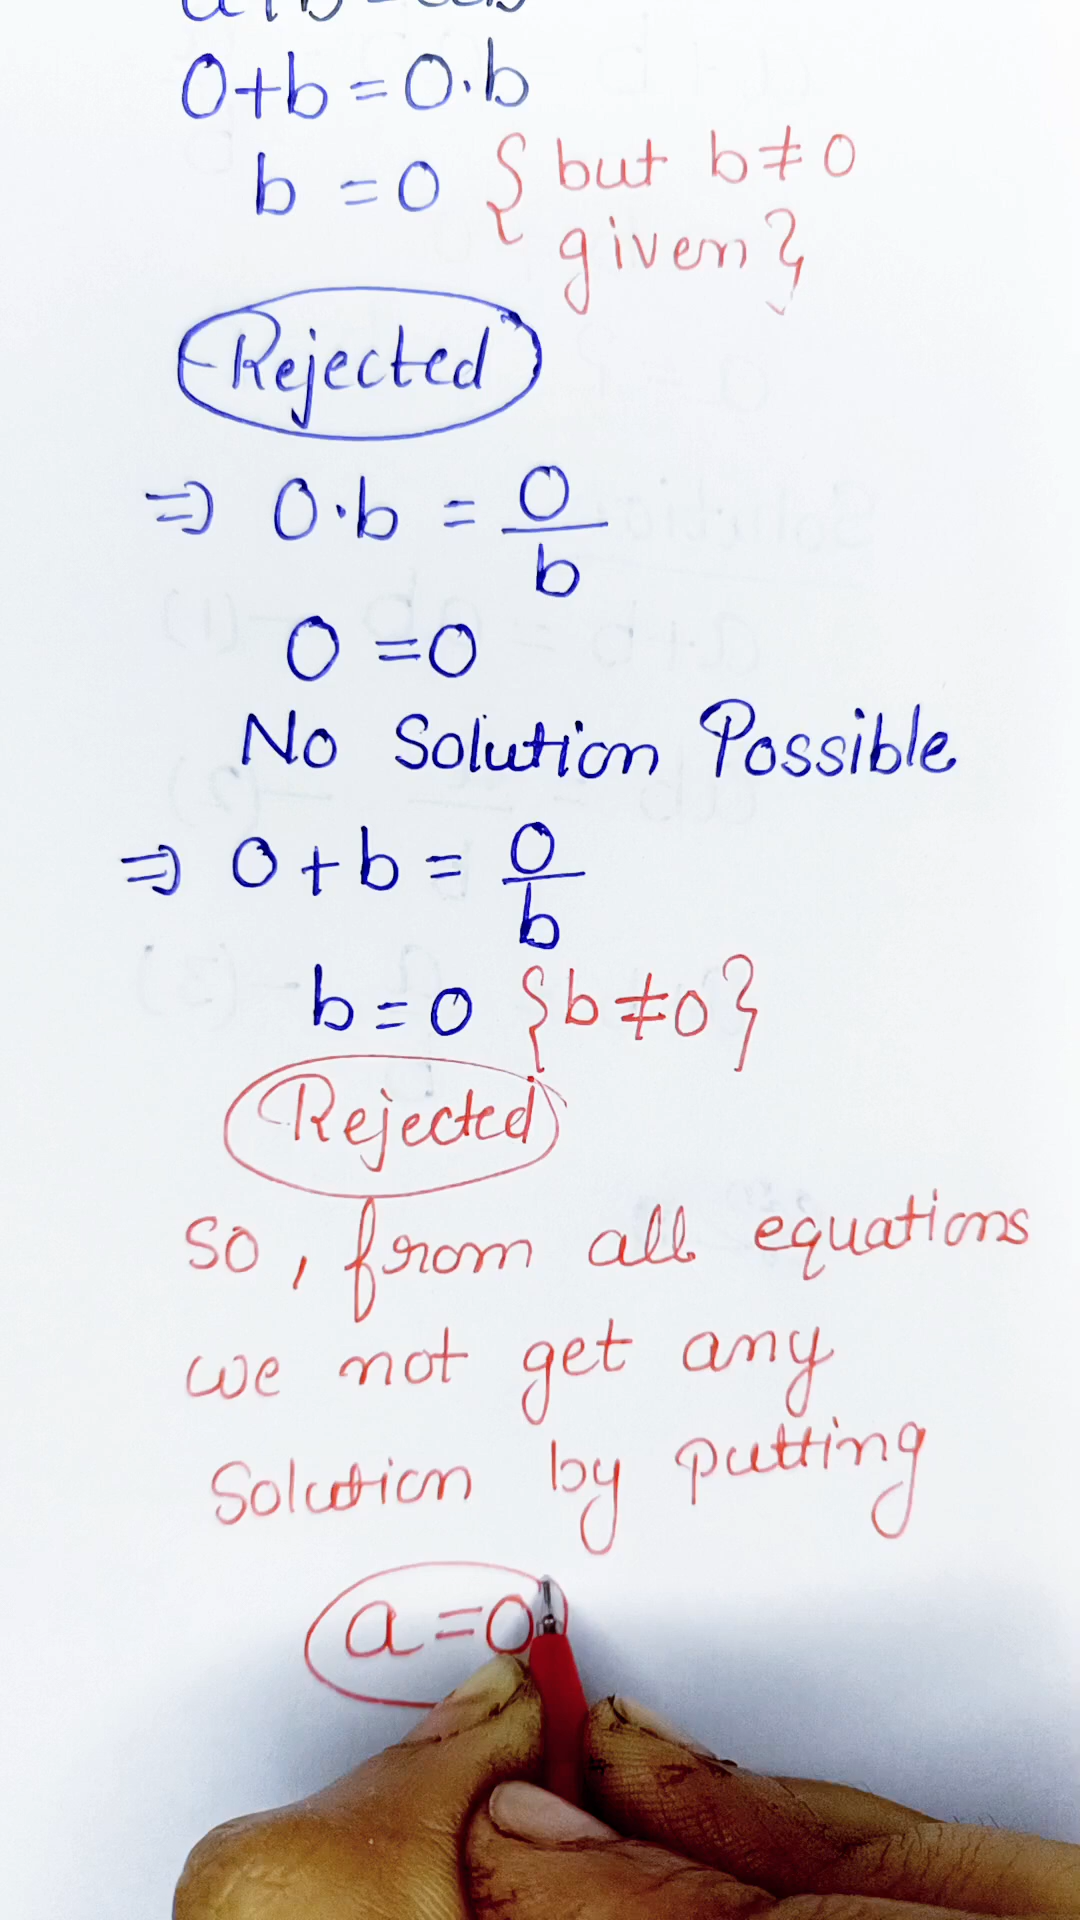 0+b=0·b
b = 0 { but b≠0
given}
Rejected
⇒ 0·b = 0/b
0 = 0
No Solution Possible
⇒ 0+b = 0/b
b = 0 {b≠0}
Rejected
So, from all equations
we not get any
Solution by putting
a=0